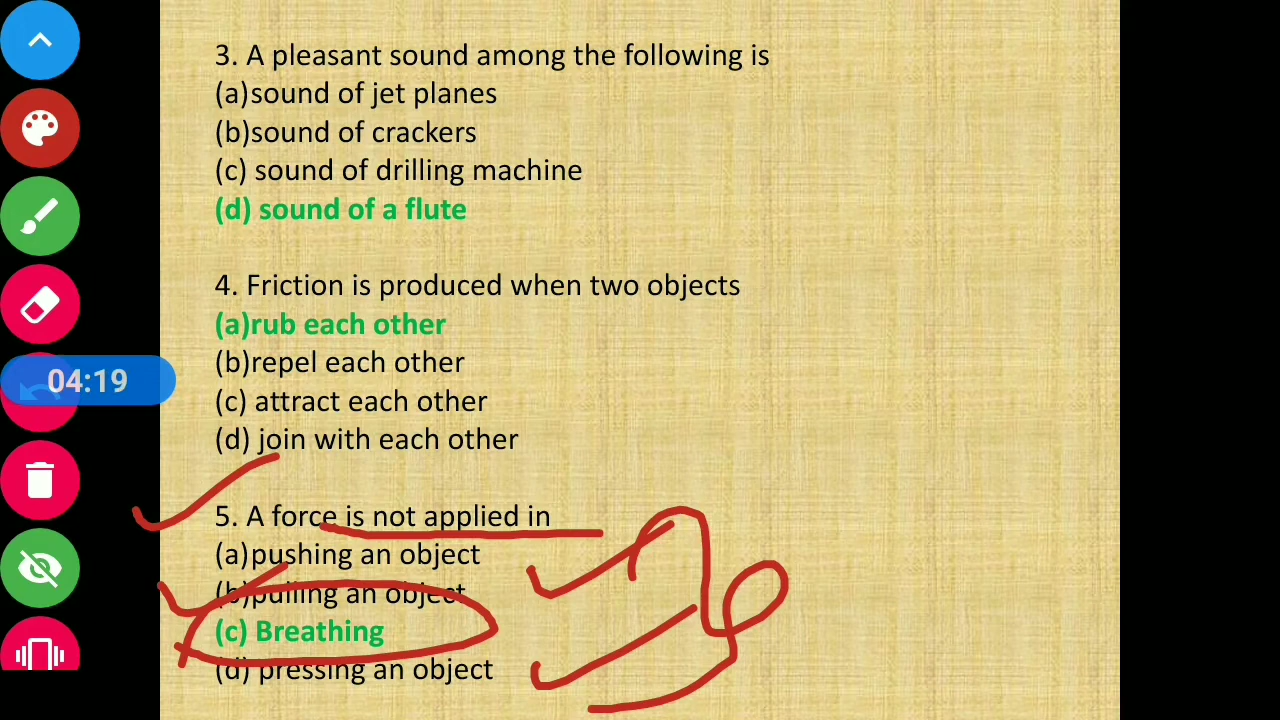 3. A pleasant sound among the following is
(a)sound of jet planes
(b)sound of crackers
(c) sound of drilling machine
(d) sound of a flute
4. Friction is produced when two objects
(a)rub each other
(b)repel each other
04:19
(c) attract each other
(d) join with each other
5. A force is not applied in
(a)pushing an object
(b)pulling an object
(c) Breathing
(d) pressing an object